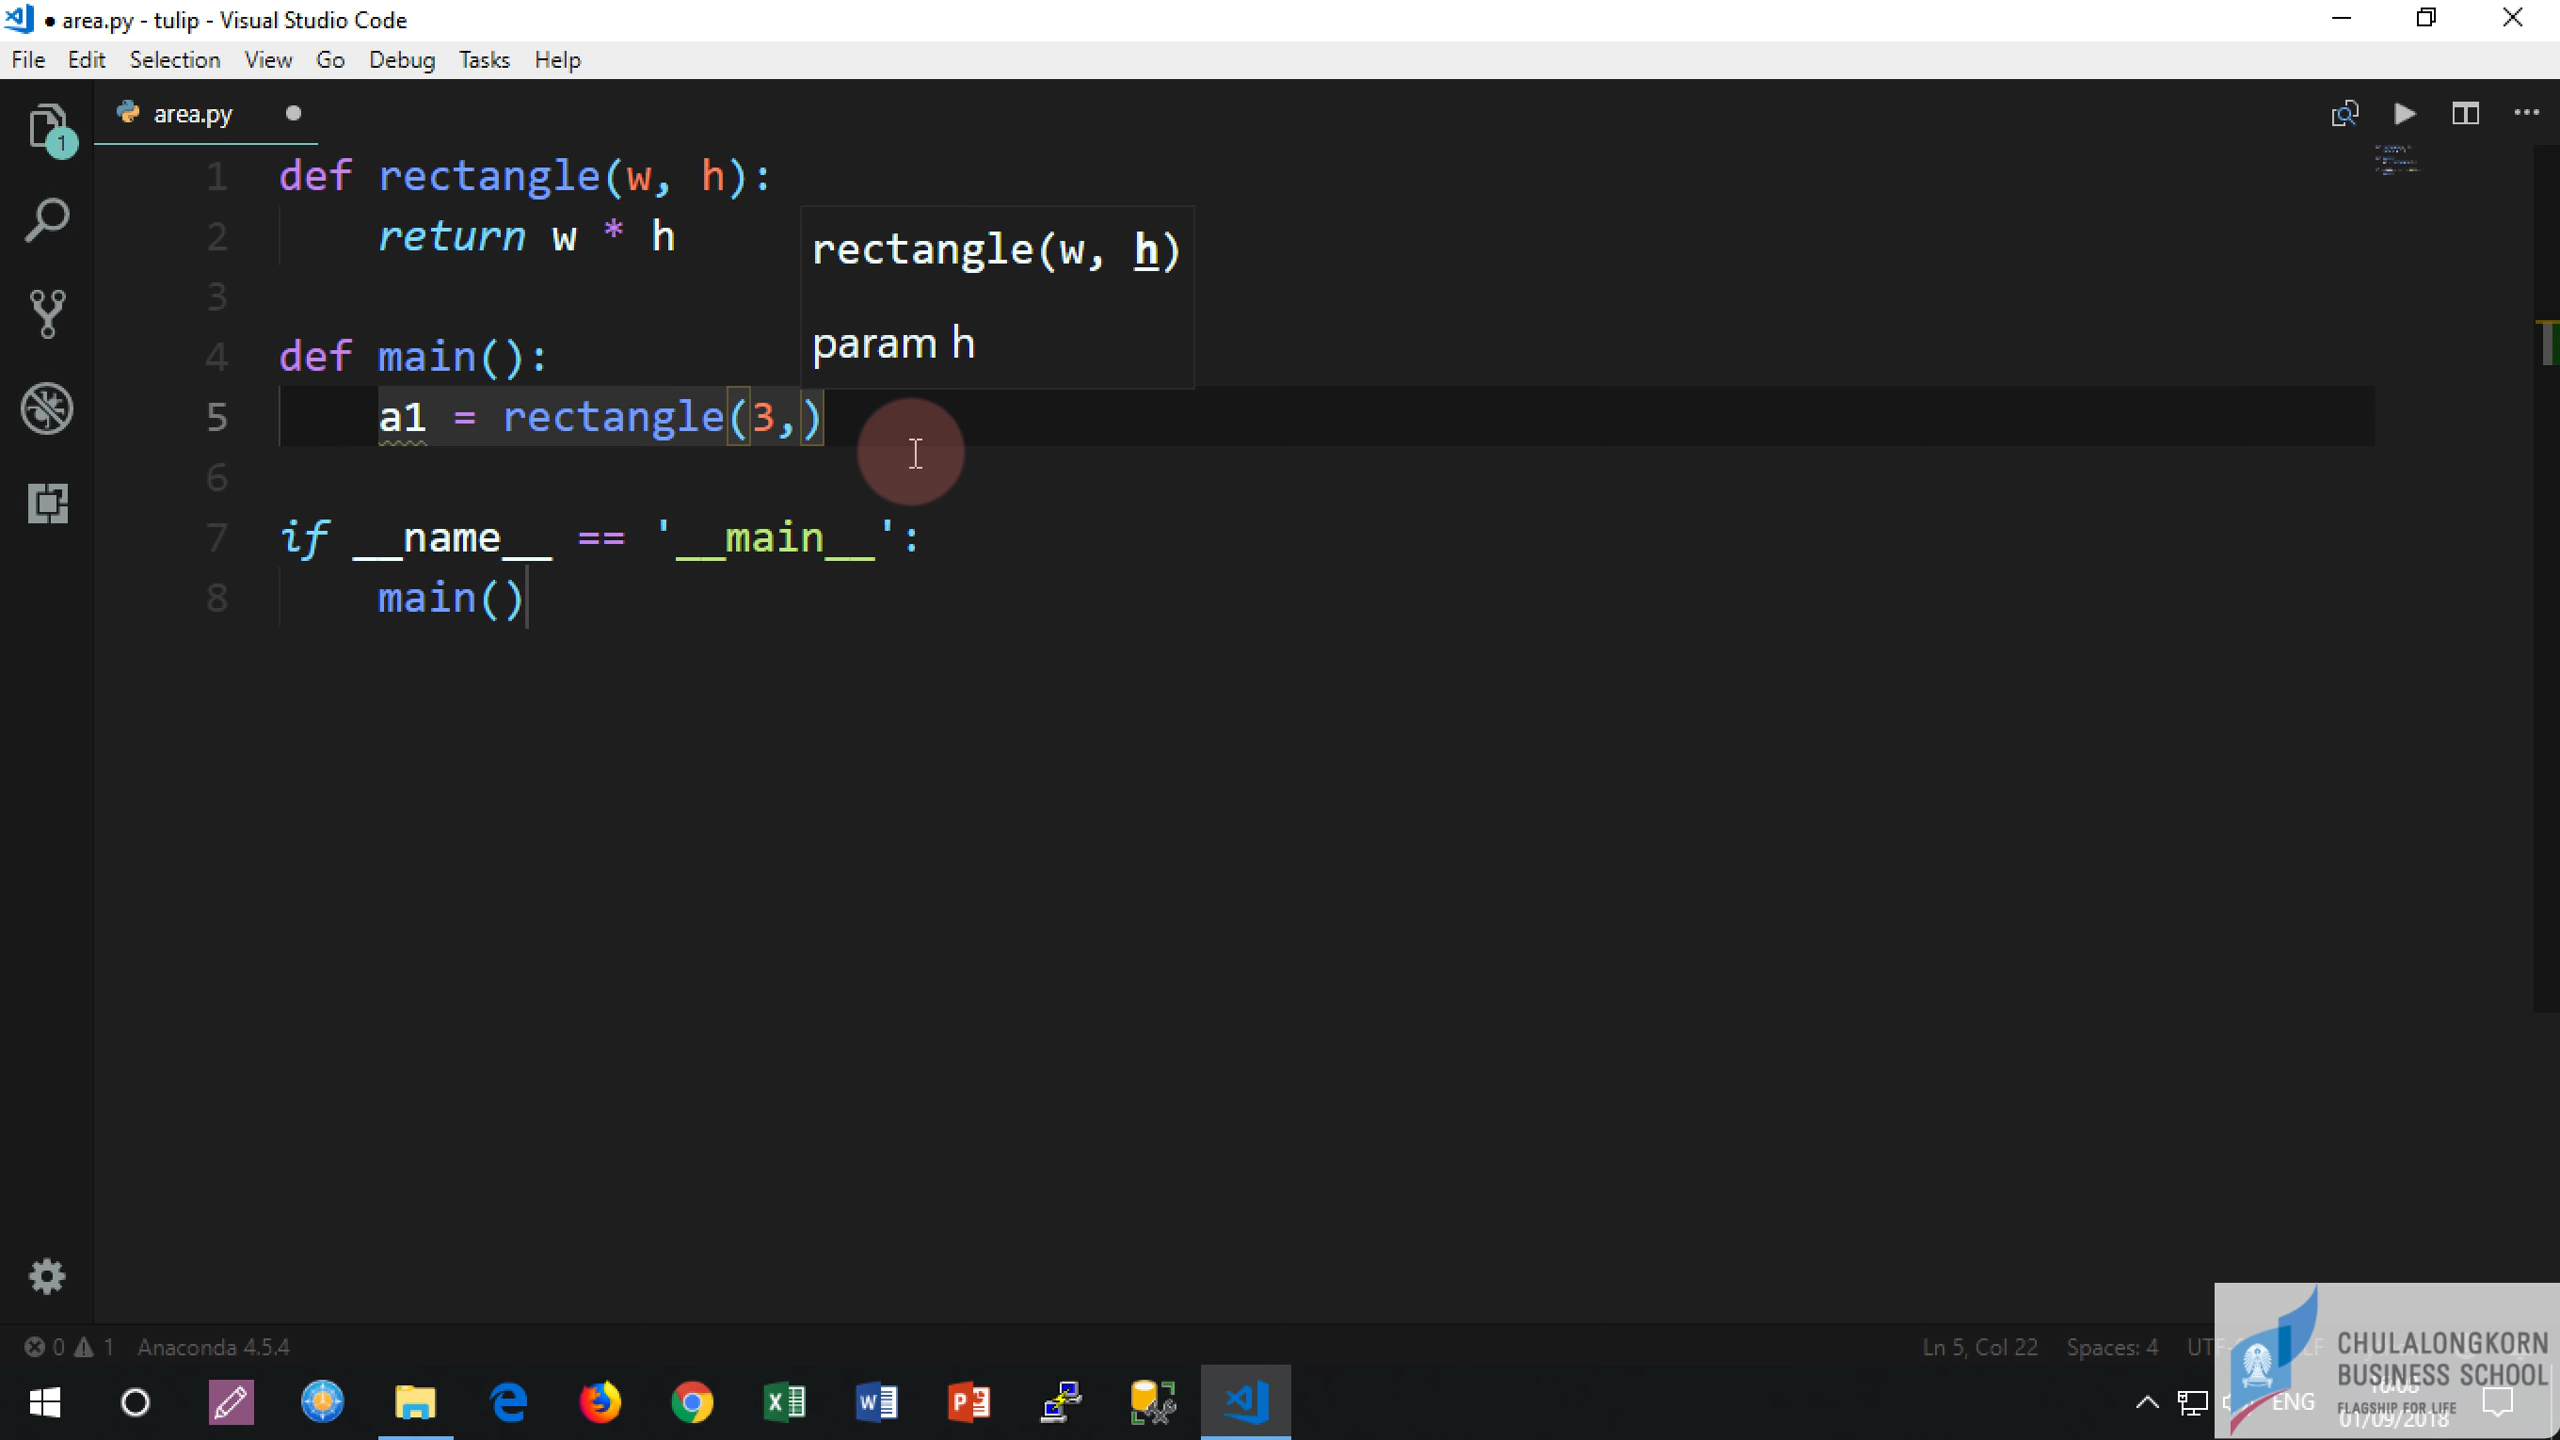 area.py - tulip - Visual Studio Code
File Edit Selection View Go Debug Tasks Help
1
area.py
1 def rectangle(w, h):
2 return w * h
rectangle(w, h)
3
param h
4 def main():
5 a1 = rectangle(3,)
6
7 if __name__ == '__main__':
8 main()
0 1 Anaconda 4.5.4
Ln 5, Col 22 Spaces: 4
CHULALONGKORN
BUSINESS SCHOOL
FLAGSHIP FOR LIFE
ENG
01/09/2018